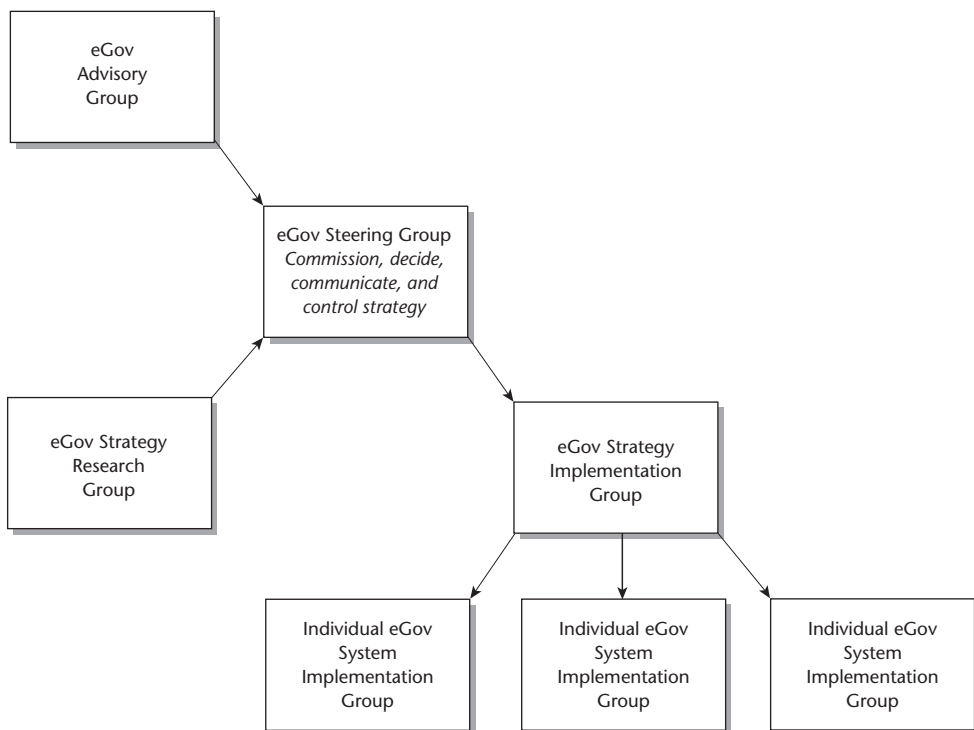 eGov
Advisory
Group
eGov Steering Group
Commission, decide,
communicate, and
control strategy
eGov Strategy
Research
Group
eGov Strategy
Implementation
Group
Individual eGov
System
Implementation
Group
Individual eGov
System
Implementation
Group
Individual eGov
System
Implementation
Group